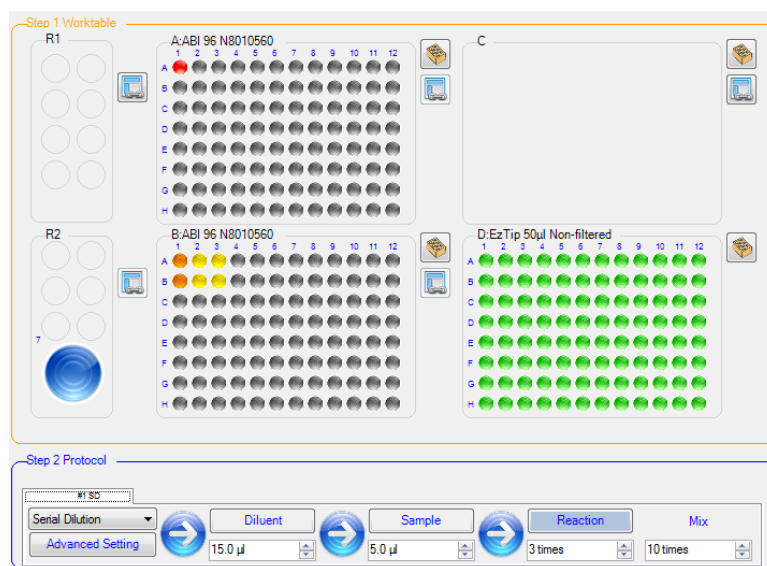 Step 1 Worktable
R1
A:ABI 96 N8010560
1 2 3 4 5 6 7 8 9 10 11 12
A
B
C
D
E
F
G
H
C
R2
7
B:ABI 96 N8010560
1 2 3 4 5 6 7 8 9 10 11 12
A
B
C
D
E
F
G
H
D:EzTip 50µl Non-filtered
1 2 3 4 5 6 7 8 9 10 11 12
A
B
C
D
E
F
G
H
Step 2 Protocol
#1 SD
Serial Dilution
Advanced Setting
Diluent
15.0 µl
Sample
5.0 µl
Reaction
3 times
Mix
10 times